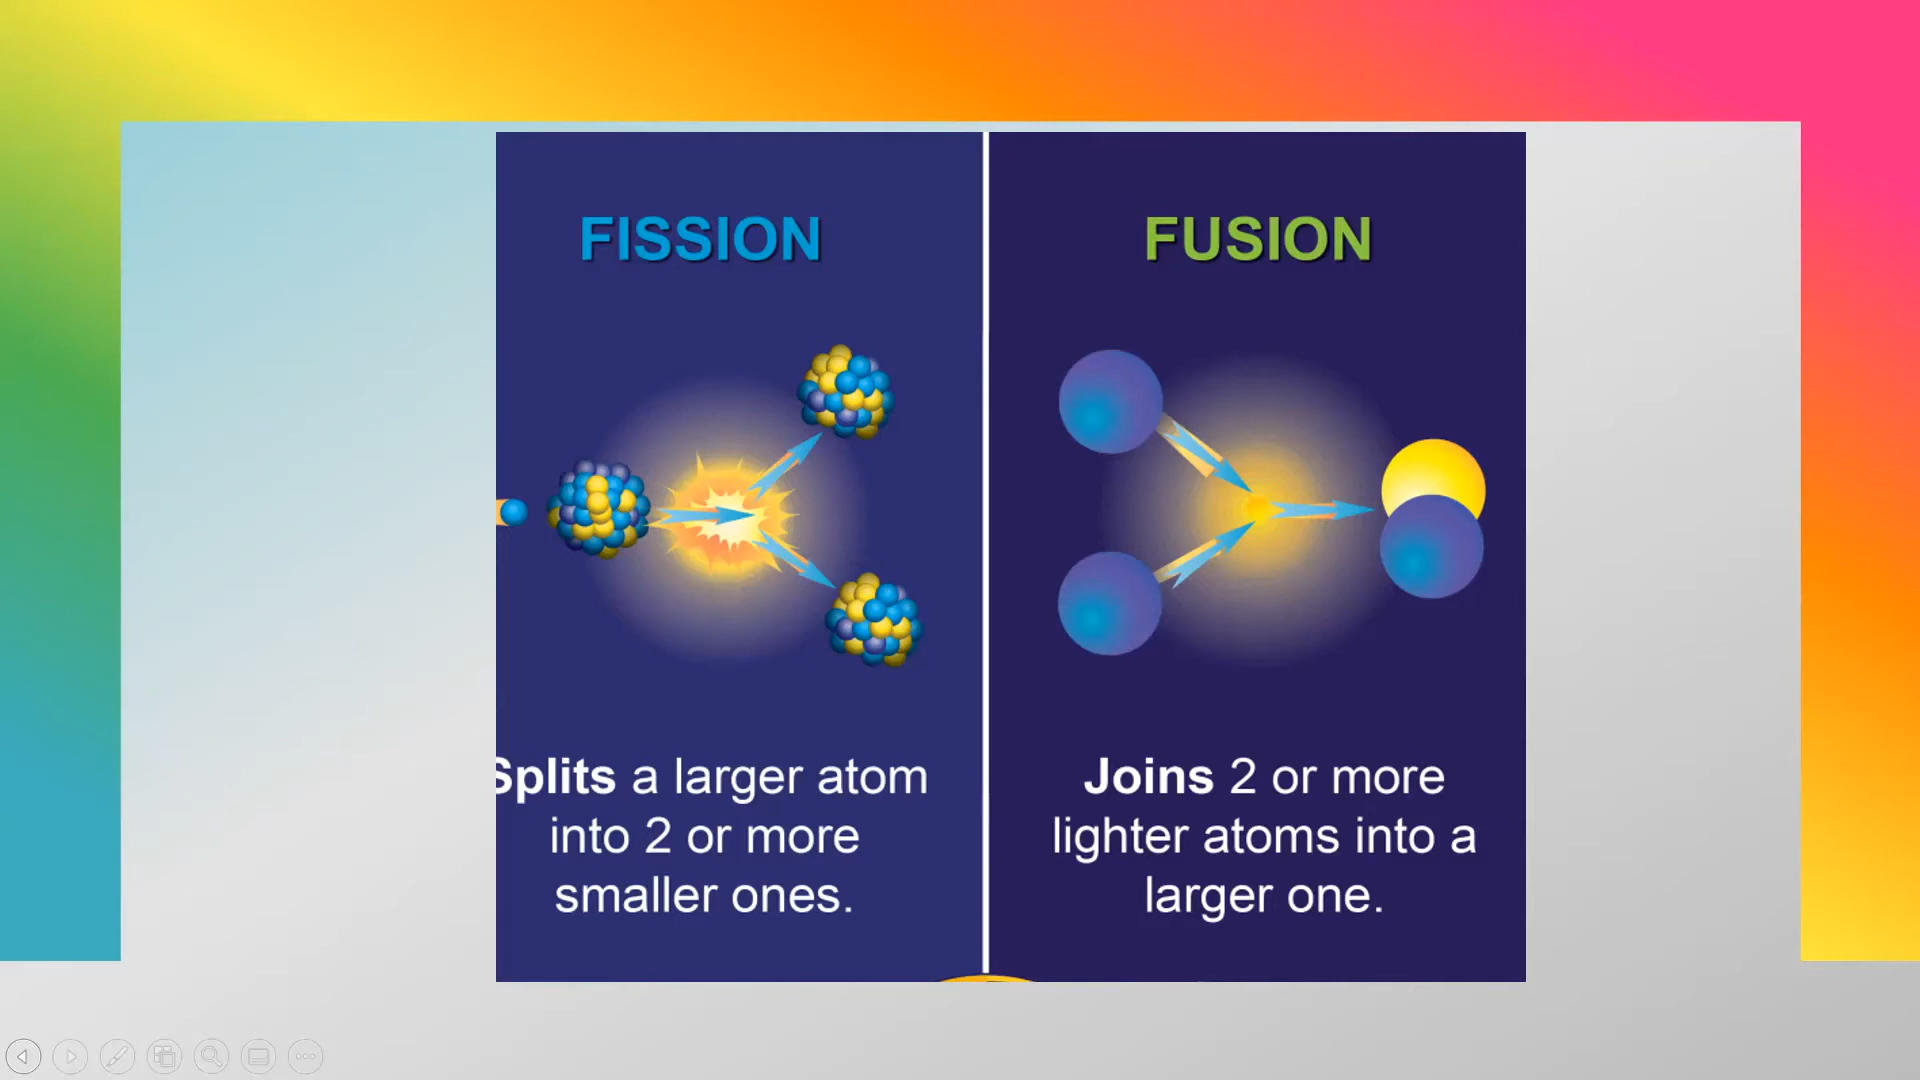 FISSION
Splits a larger atom
into 2 or more
smaller ones.
FUSION
Joins 2 or more
lighter atoms into a
larger one.